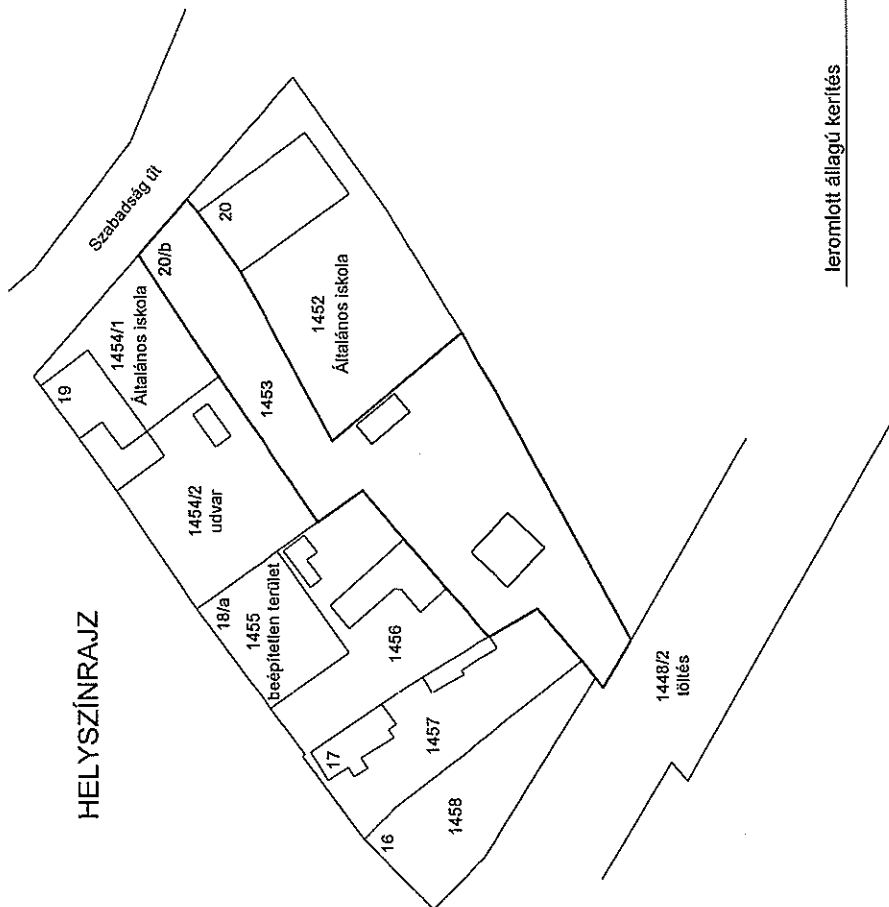 HELYSZÍNRAJZ
Szabadság út
19
1454/1
Általános iskola
20/b
20
1454/2
udvar
1453
1452
Általános iskola
18/a
1455
beépítetlen terület
1456
17
1457
16
1458
1448/2
töltés
leromlott állagú kerítés